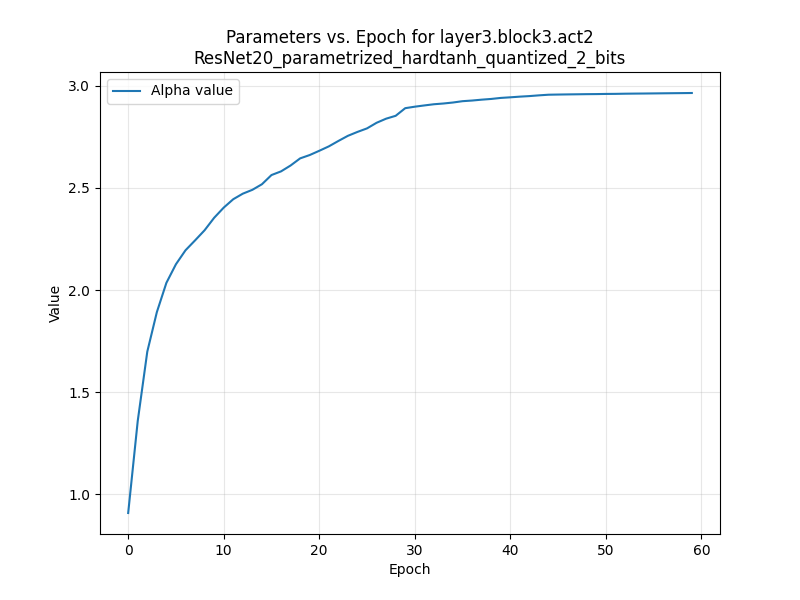 Parameters vs. Epoch for layer3.block3.act2
ResNet20_parametrized_hardtanh_quantized_2_bits
Alpha value
3.0
2.5
2.0
1.5
1.0
Value
0 10 20 30 40 50 60
Epoch